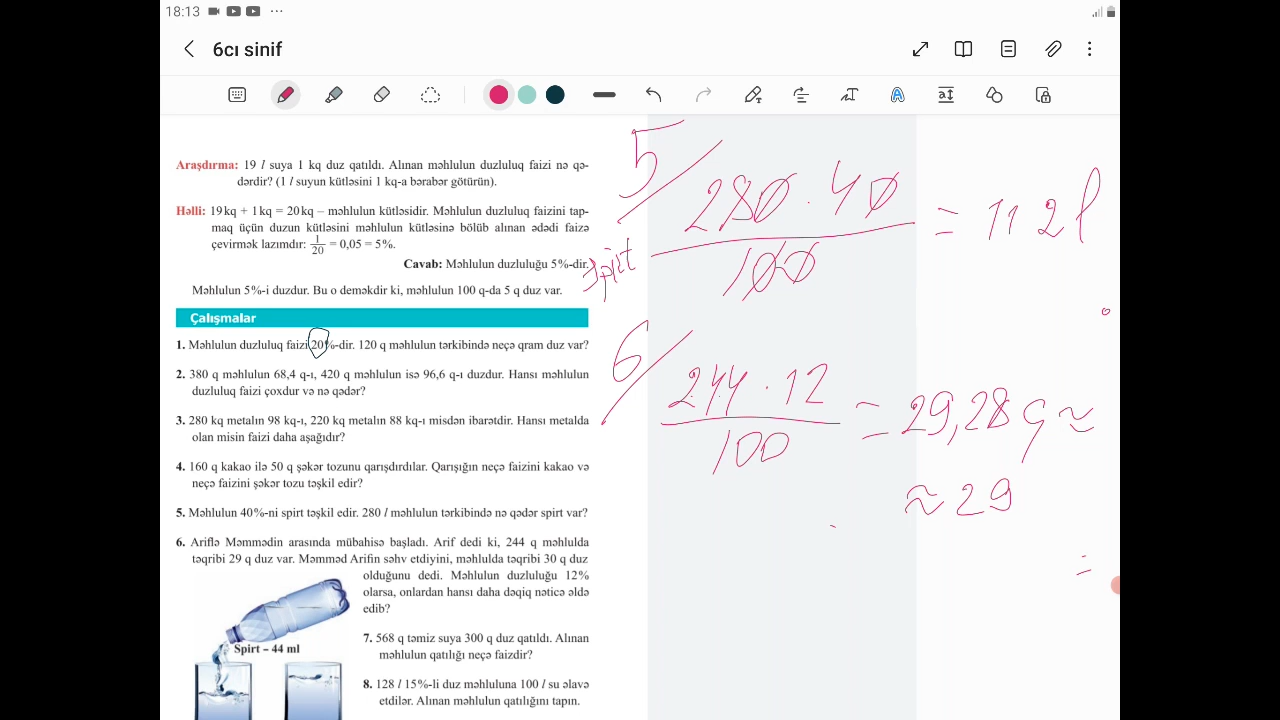 18:13
6cı sinif
Araşdırma: 19 l suya 1 kq duz qatıldı. Alınan məhlulun duzluluq faizi nə qə-
dərdir? (1 l suyun kütləsini 1 kq-a bərabər götürün).
Həlli: 19 kq + 1 kq = 20 kq – məhlulun kütləsidir. Məhlulun duzluluq faizini tap-
maq üçün duzun kütləsini məhlulun kütləsinə bölüb alınan ədədi faizə
çevirmək lazımdır: 1/20 = 0,05 = 5%.
Cavab: Məhlulun duzluluğu 5%-dir.
Məhlulun 5%-i duzdur. Bu o deməkdir ki, məhlulun 100 q-da 5 q duz var.
Çalışmalar
1. Məhlulun duzluluq faizi 20%-dir. 120 q məhlulun tərkibində neçə qram duz var?
2. 380 q məhlulun 68,4 q-ı, 420 q məhlulun isə 96,6 q-ı duzdur. Hansı məhlulun
duzluluq faizi çoxdur və nə qədər?
3. 280 kq metalın 98 kq-ı, 220 kq metalın 88 kq-ı misdən ibarətdir. Hansı metalda
olan misin faizi daha aşağıdır?
4. 160 q kakao ilə 50 q şəkər tozunu qarışdırdılar. Qarışığın neçə faizini kakao və
neçə faizini şəkər tozu təşkil edir?
5. Məhlulun 40%-ni spirt təşkil edir. 280 l məhlulun tərkibində nə qədər spirt var?
6. Ariflə Məmmədin arasında mübahisə başladı. Arif dedi ki, 244 q məhlulda
təqribi 29 q duz var. Məmməd Arifin səhv etdiyini, məhlulda təqribi 30 q duz
olduğunu dedi. Məhlulun duzluluğu 12%
olarsa, onlardan hansı daha dəqiq nəticə əldə
edib?
Spirt – 44 ml
7. 568 q təmiz suya 300 q duz qatıldı. Alınan
məhlulun qatılığı neçə faizdir?
8. 128 l 15%-li duz məhluluna 100 l su əlavə
etdilər. Alınan məhlulun qatılığını tapın.
5/
280 · 40
100
= 112 l
spirt
6/
244 · 12
100
= 29,28 q ≈
≈ 29
=